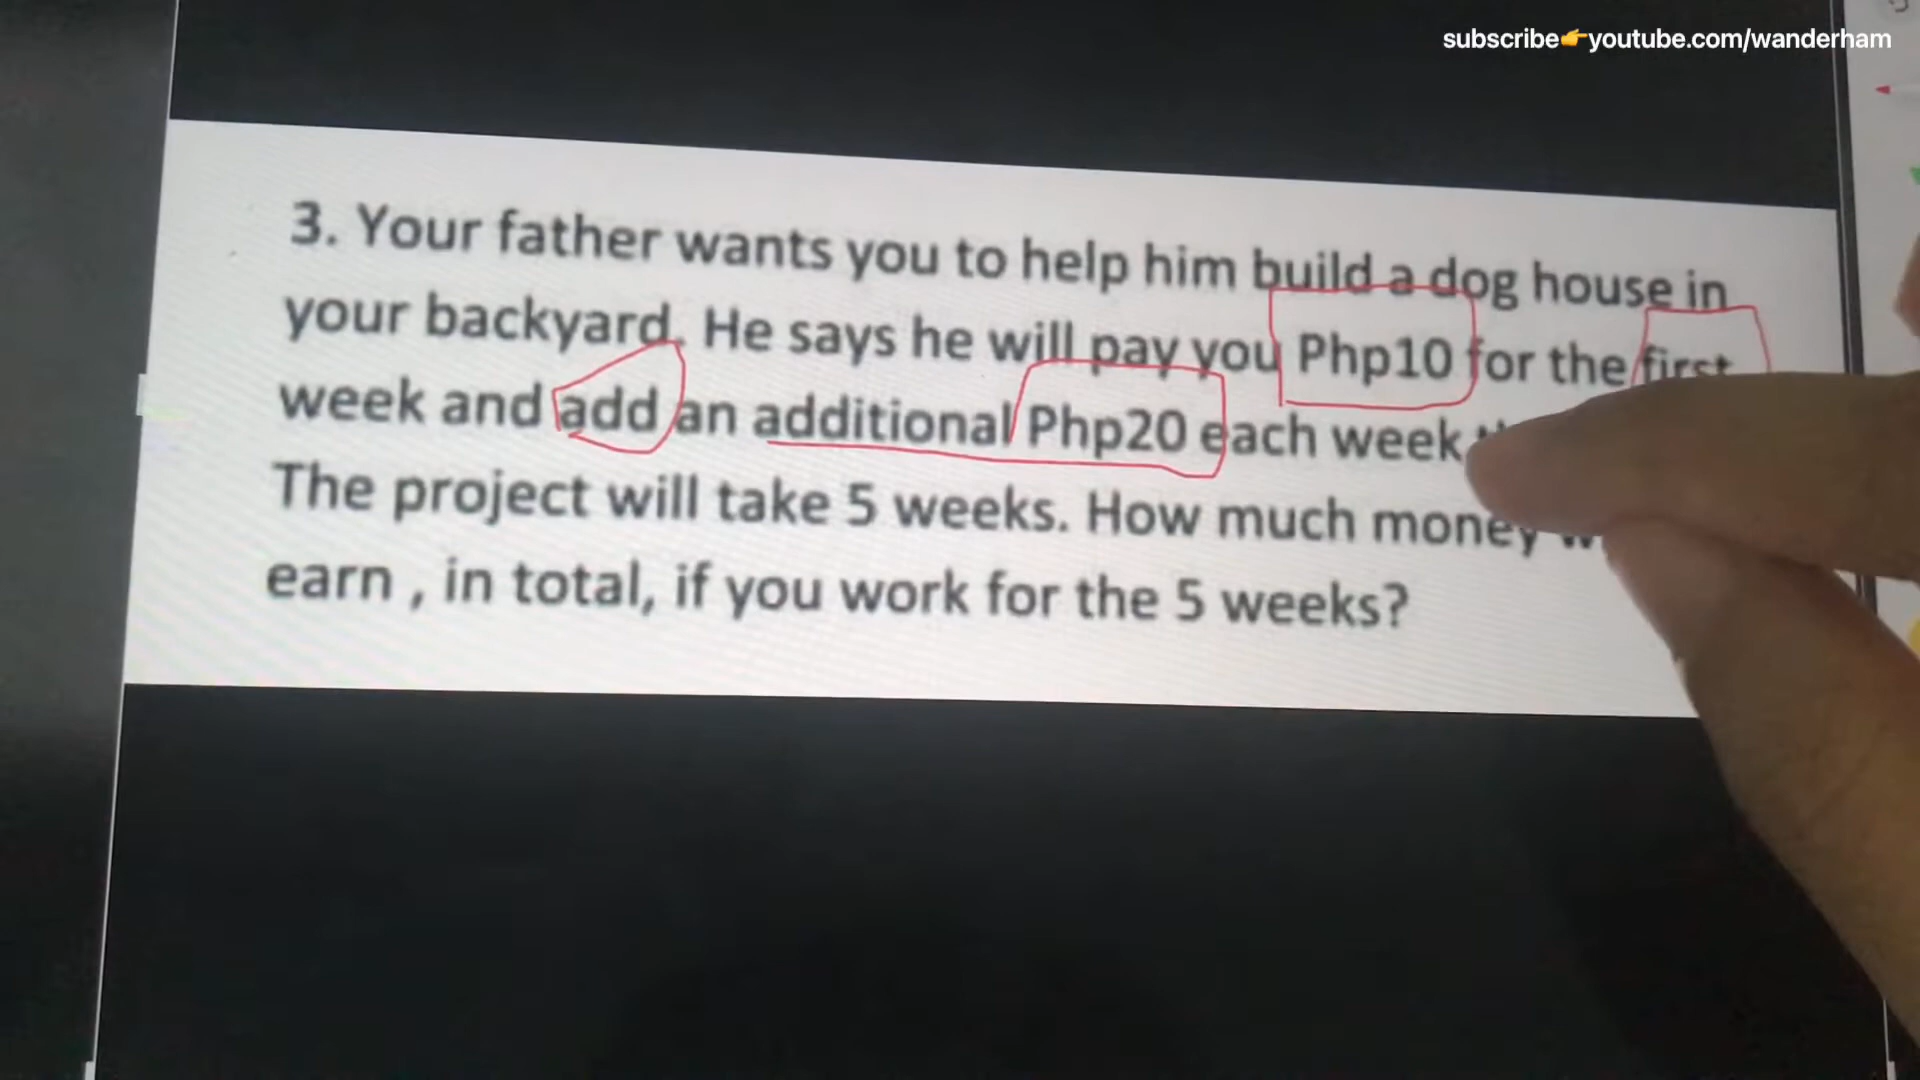 subscribe👉youtube.com/wanderham
3. Your father wants you to help him build a dog house in
your backyard. He says he will pay you Php10 for the first
week and add an additional Php20 each week
The project will take 5 weeks. How much money
earn , in total, if you work for the 5 weeks?